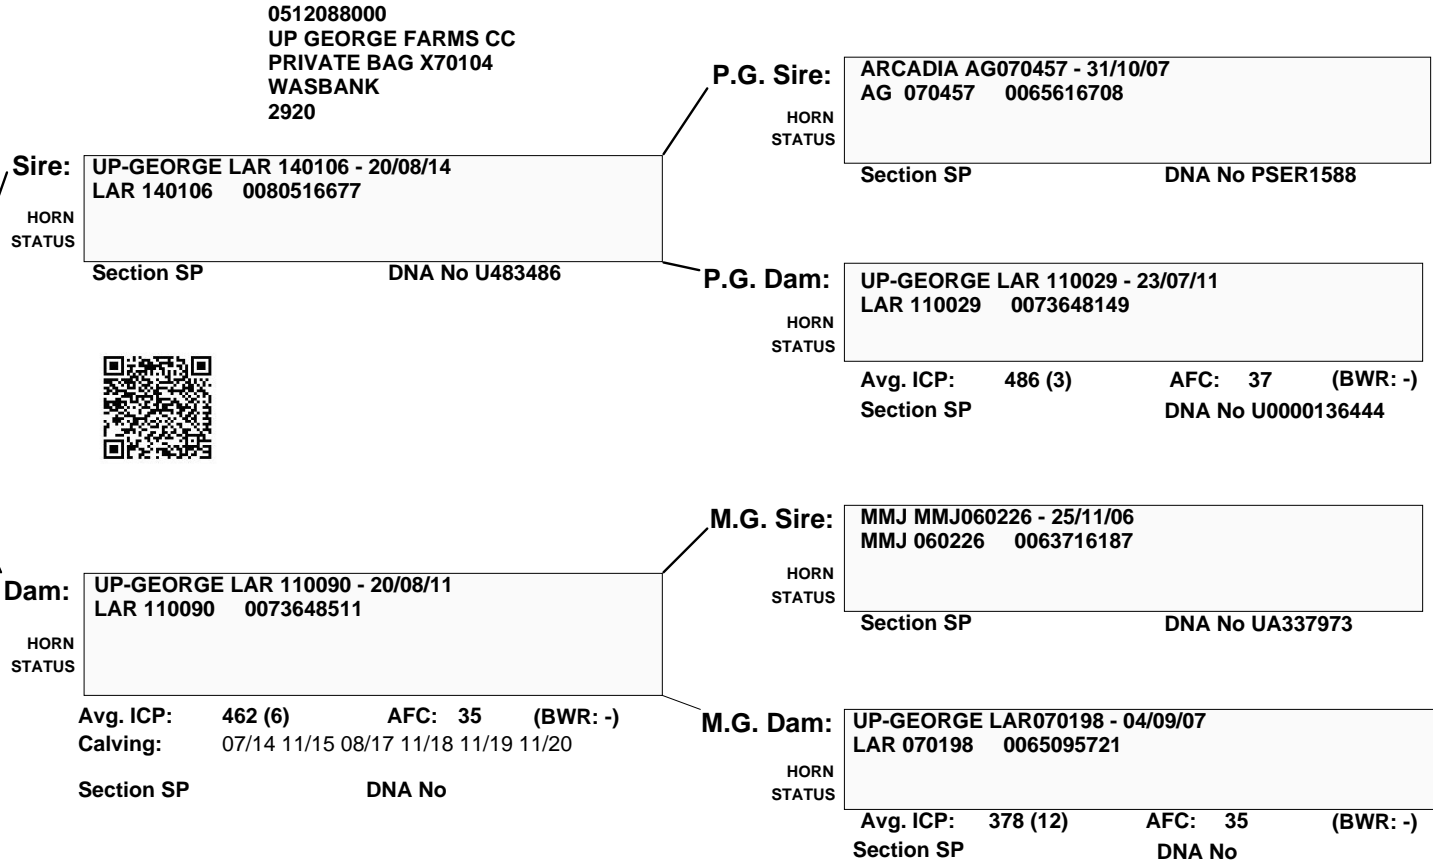 0512088000
UP GEORGE FARMS CC
PRIVATE BAG X70104
WASBANK
2920
Sire:
UP-GEORGE LAR 140106 - 20/08/14
LAR 140106 0080516677
HORN
STATUS
Section SP DNA No U483486
P.G. Sire:
ARCADIA AG070457 - 31/10/07
AG 070457 0065616708
HORN
STATUS
Section SP DNA No PSER1588
P.G. Dam:
UP-GEORGE LAR 110029 - 23/07/11
LAR 110029 0073648149
HORN
STATUS
Avg. ICP: 486 (3) AFC: 37 (BWR: -)
Section SP DNA No U0000136444
Dam:
UP-GEORGE LAR 110090 - 20/08/11
LAR 110090 0073648511
HORN
STATUS
Avg. ICP: 462 (6) AFC: 35 (BWR: -)
Calving: 07/14 11/15 08/17 11/18 11/19 11/20
Section SP DNA No
M.G. Sire:
MMJ MMJ060226 - 25/11/06
MMJ 060226 0063716187
HORN
STATUS
Section SP DNA No UA337973
M.G. Dam:
UP-GEORGE LAR070198 - 04/09/07
LAR 070198 0065095721
HORN
STATUS
Avg. ICP: 378 (12) AFC: 35 (BWR: -)
Section SP DNA No